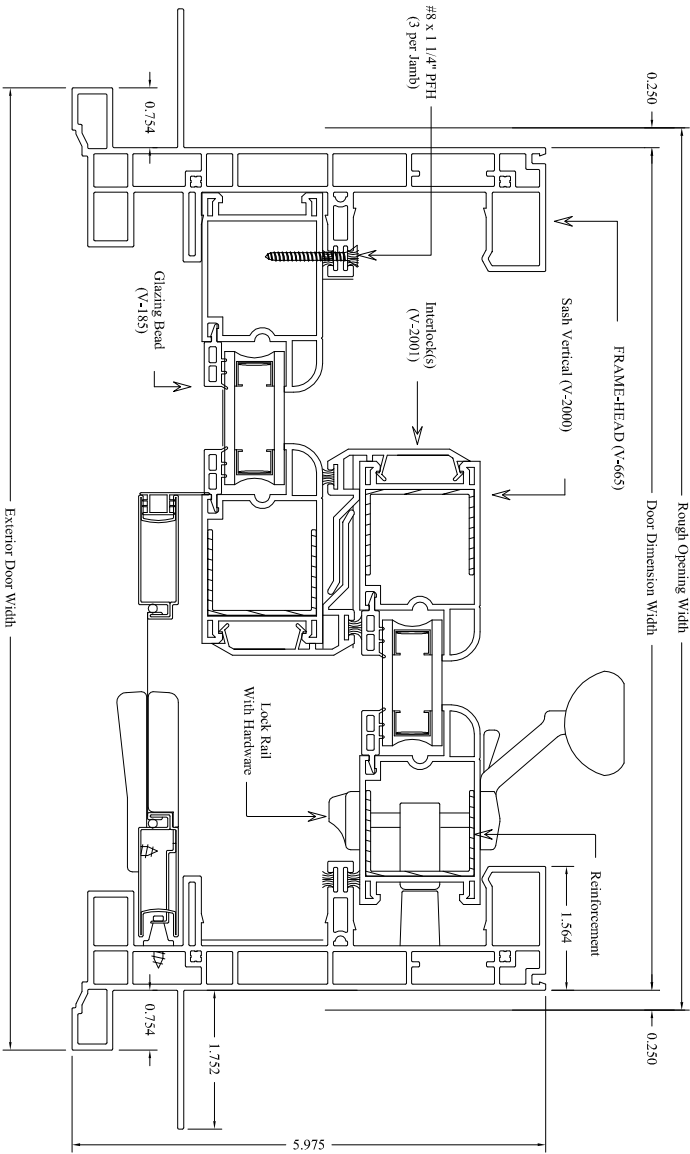 Rough Opening Width
Door Dimension Width
0.250
0.250
FRAME-HEAD (V-665)
Sash Vertical (V-2000)
Reinforcement
1.564
#8 x 1 1/4" PFH
(3 per Jamb)
Interlock(s)
(V-2001)
Lock Rail
With Hardware
Glazing Bead
(V-185)
0.754
0.754
1.752
Exterior Door Width
5.975